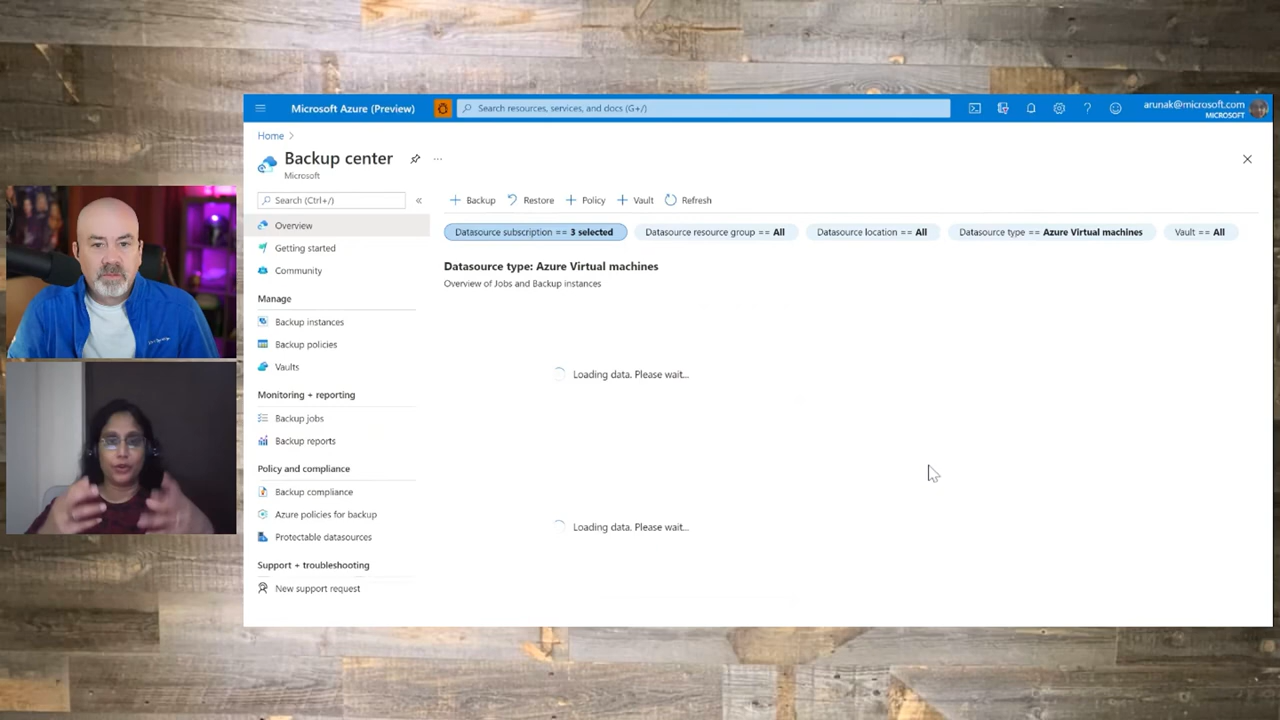 Microsoft Azure (Preview)
Search resources, services, and docs (G+/)
arunak@microsoft.com
MICROSOFT
Home
Backup center
...
Microsoft
Search (Ctrl+/)
«
Backup
Restore
Policy
Vault
Refresh
Overview
Getting started
Community
Manage
Backup instances
Backup policies
Vaults
Monitoring + reporting
Backup jobs
Backup reports
Policy and compliance
Backup compliance
Azure policies for backup
Protectable datasources
Support + troubleshooting
New support request
Datasource subscription == 3 selected
Datasource resource group == All
Datasource location == All
Datasource type == Azure Virtual machines
Vault == All
Datasource type: Azure Virtual machines
Overview of Jobs and Backup instances
Loading data. Please wait...
Loading data. Please wait...